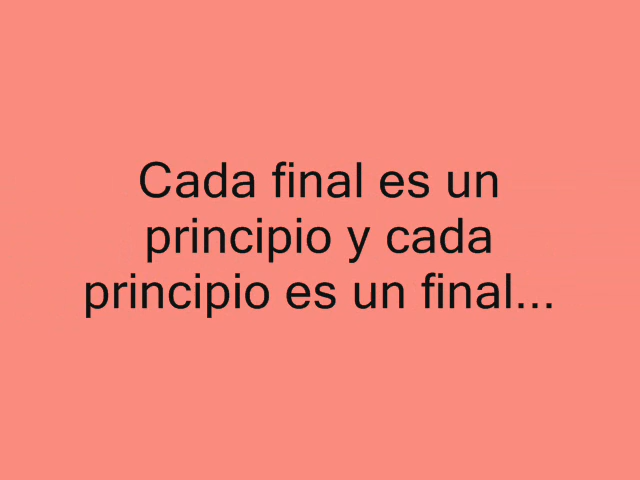 Cada final es un
principio y cada
principio es un final...